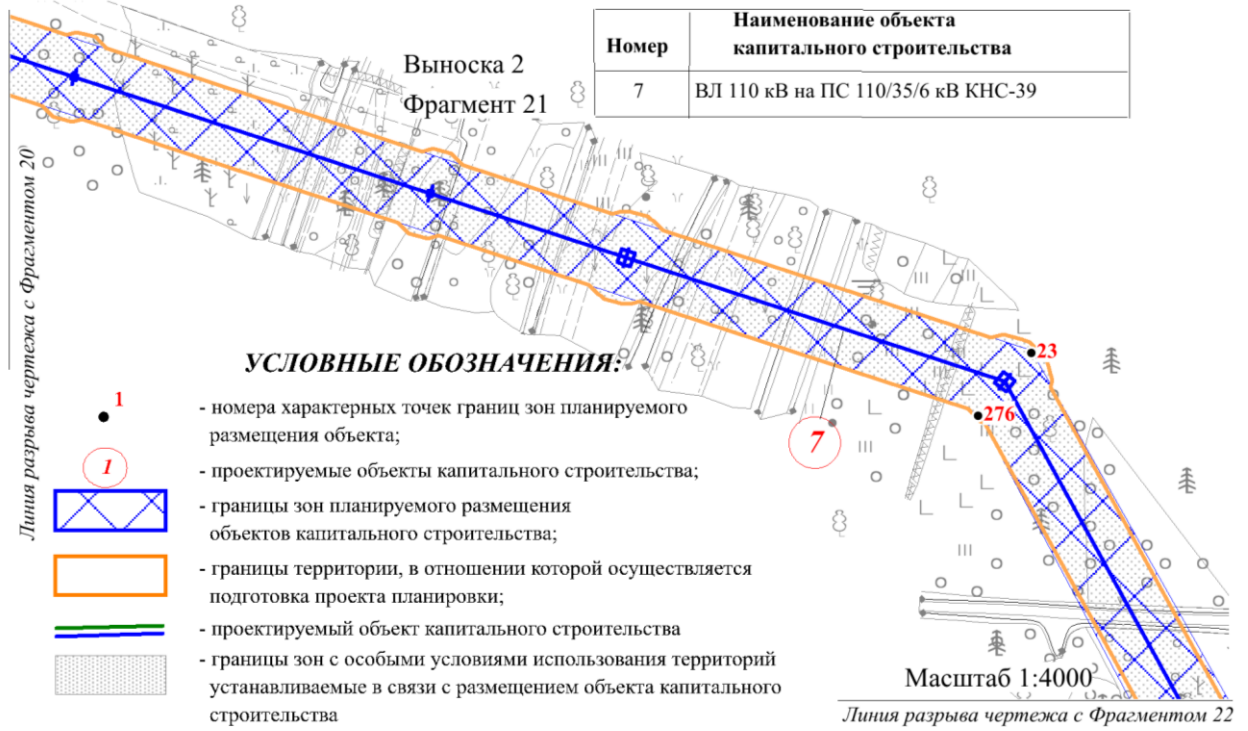 Выноска 2
Фрагмент 21
Номер
Наименование объекта
капитального строительства
7
ВЛ 110 кВ на ПС 110/35/6 кВ КНС-39
Линия разрыва чертежа с Фрагментом 20
23
276
7
УСЛОВНЫЕ ОБОЗНАЧЕНИЯ:
1
- номера характерных точек границ зон планируемого
размещения объекта;
1
- проектируемые объекты капитального строительства;
- границы зон планируемого размещения
объектов капитального строительства;
- границы территории, в отношении которой осуществляется
подготовка проекта планировки;
- проектируемый объект капитального строительства
- границы зон с особыми условиями использования территорий
устанавливаемые в связи с размещением объекта капитального
строительства
Масштаб 1:4000
Линия разрыва чертежа с Фрагментом 22